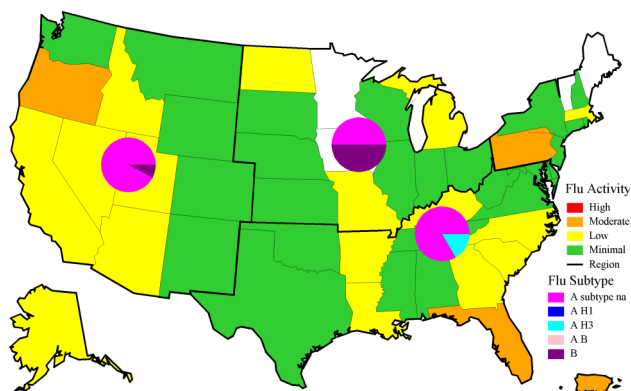 Flu Activity
High
Moderate
Low
Minimal
Region
Flu Subtype
A subtype na
A H1
A H3
A B
B